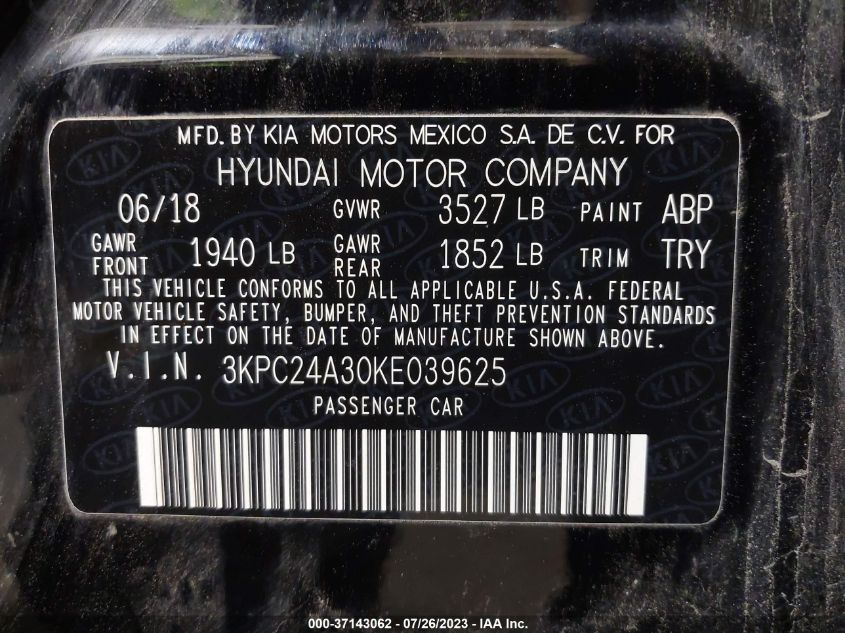 MFD. BY KIA MOTORS MEXICO S.A. DE C.V. FOR
HYUNDAI MOTOR COMPANY
06/18 GVWR 3527 LB PAINT ABP
GAWR FRONT 1940 LB GAWR REAR 1852 LB TRIM TRY
THIS VEHICLE CONFORMS TO ALL APPLICABLE U.S.A. FEDERAL
MOTOR VEHICLE SAFETY, BUMPER, AND THEFT PREVENTION STANDARDS
IN EFFECT ON THE DATE OF MANUFACTURE SHOWN ABOVE.
V.I.N. 3KPC24A30KE039625
PASSENGER CAR
000-37143062 - 07/26/2023 - IAA Inc.